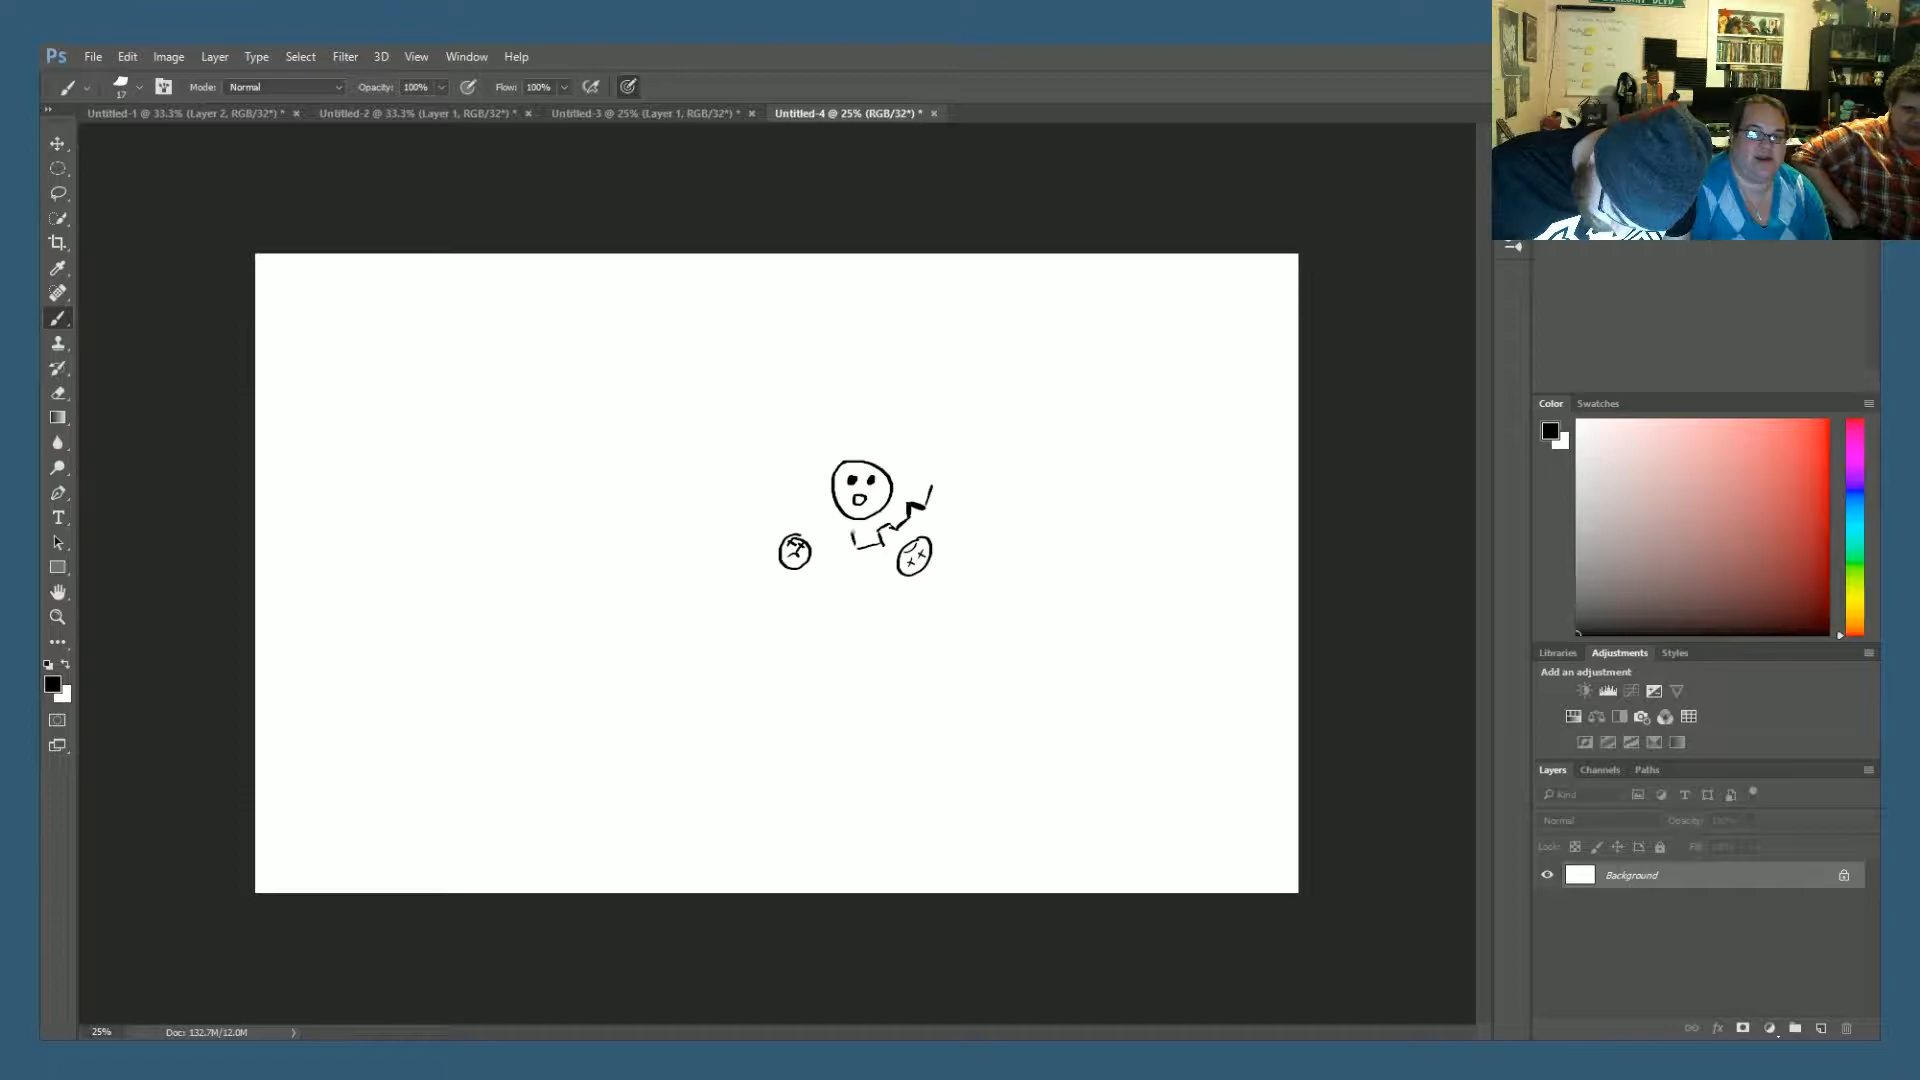 Ps File Edit Image Layer Type Select Filter 3D View Window Help
17 Mode: Normal Opacity: 100% Flow: 100%
Untitled-1 @ 33.3% (Layer 2, RGB/32*) * Untitled-2 @ 33.3% (Layer 1, RGB/32*) * Untitled-3 @ 25% (Layer 1, RGB/32*) * Untitled-4 @ 25% (RGB/32*) *
Color Swatches
Libraries Adjustments Styles
Add an adjustment
Layers Channels Paths
Kind
Normal Opacity: 100%
Lock: Fill:
Background
fx
25% Doc: 132.7M/12.0M